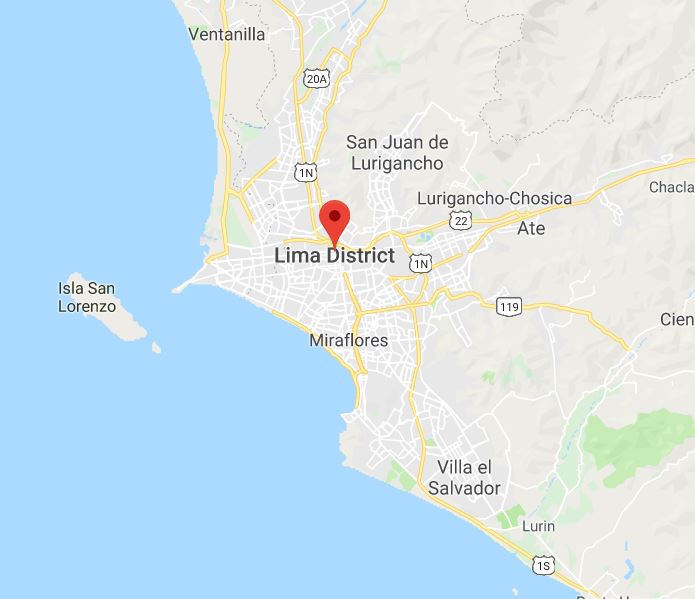 Ventanilla
20A
San Juan de
Lurigancho
1N
Lurigancho-Chosica
Chacla
22
Ate
Lima District
1N
Isla San
Lorenzo
119
Cien
Miraflores
Villa el
Salvador
Lurin
1S